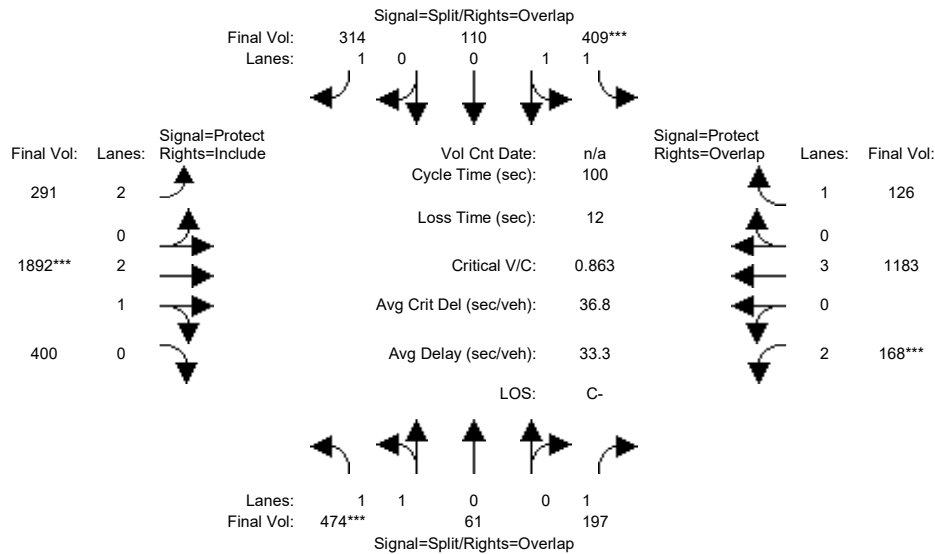 Signal=Split/Rights=Overlap
Final Vol: 314 110 409***
Lanes: 1 0 0 1 1
Signal=Protect
Final Vol: Lanes: Rights=Include
Vol Cnt Date: n/a
Signal=Protect
Rights=Overlap Lanes: Final Vol:
Cycle Time (sec): 100
291 2
1 126
Loss Time (sec): 12
0
0
1892*** 2
Critical V/C: 0.863
3 1183
1
Avg Crit Del (sec/veh): 36.8
0
400 0
Avg Delay (sec/veh): 33.3
2 168***
LOS: C-
Lanes: 1 1 0 0 1
Final Vol: 474*** 61 197
Signal=Split/Rights=Overlap